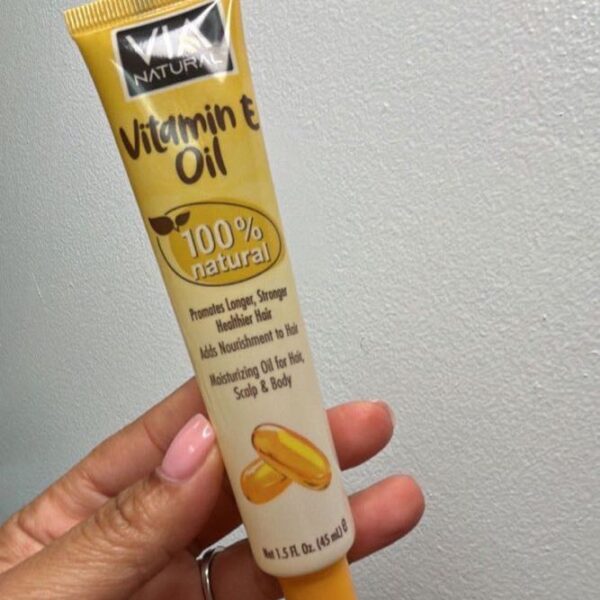 VIA
NATURAL
Vitamin E
Oil
100%
natural
Promotes Longer, Stronger
Healthier Hair
Adds Nourishment to Hair
Moisturizing Oil for Hair,
Scalp & Body
Net 1.5 Fl. Oz. (45 ml) e